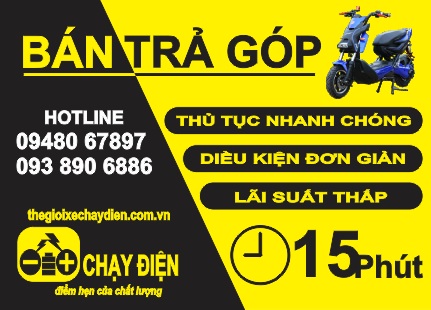 BÁN TRẢ GÓP
HOTLINE
09480 67897
093 890 6886
THỦ TỤC NHANH CHÓNG
ĐIỀU KIỆN ĐƠN GIẢN
LÃI SUẤT THẤP
thegioixechaydien.com.vn
CHẠY ĐIỆN
điểm hẹn của chất lượng
15 Phút